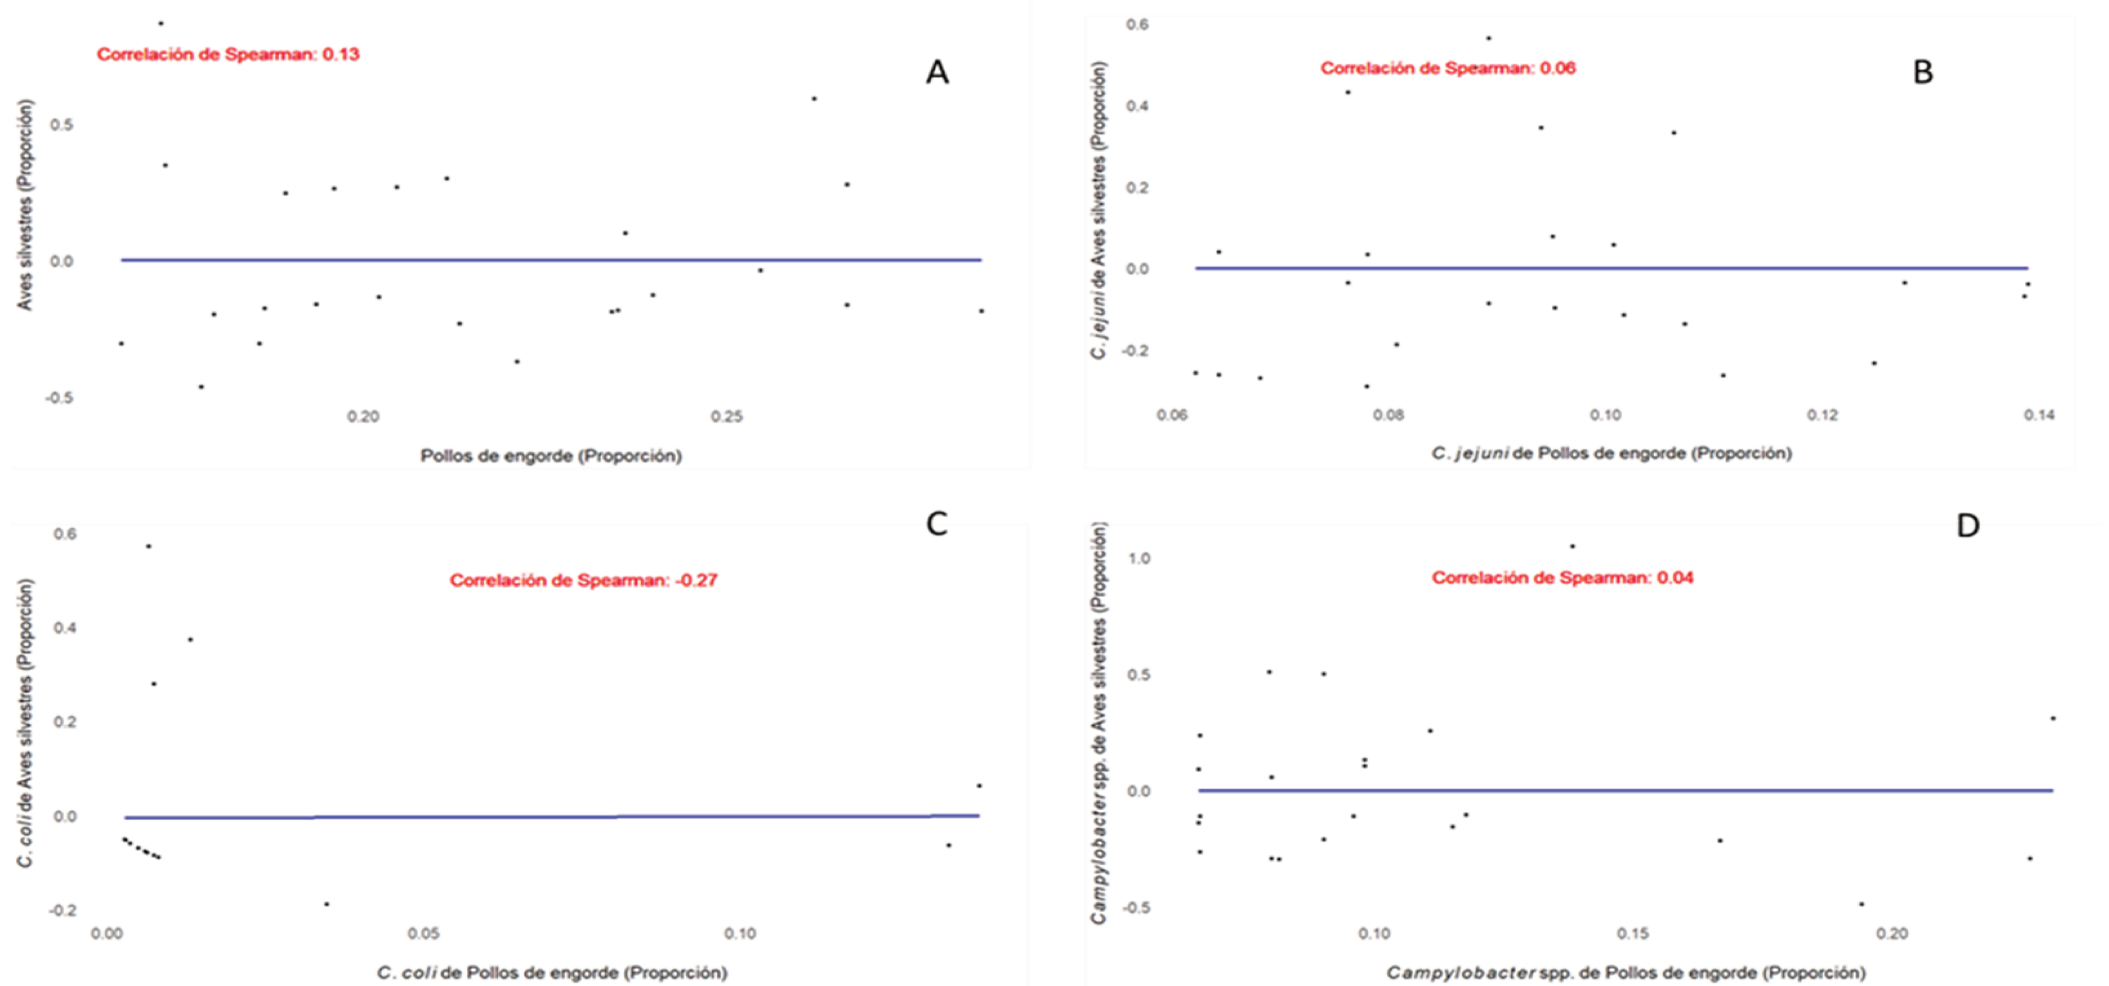 Correlación de Spearman: 0.13
A
Aves silvestres (Proporción)
0.5
0.0
-0.5
0.20
0.25
Pollos de engorde (Proporción)
Correlación de Spearman: 0.06
B
C. jejuni de Aves silvestres (Proporción)
0.6
0.4
0.2
0.0
-0.2
0.06
0.08
0.10
0.12
0.14
C. jejuni de Pollos de engorde (Proporción)
Correlación de Spearman: -0.27
C
C. coli de Aves silvestres (Proporción)
0.6
0.4
0.2
0.0
-0.2
0.00
0.05
0.10
C. coli de Pollos de engorde (Proporción)
Correlación de Spearman: 0.04
D
Campylobacter spp. de Aves silvestres (Proporción)
1.0
0.5
0.0
-0.5
0.10
0.15
0.20
Campylobacter spp. de Pollos de engorde (Proporción)